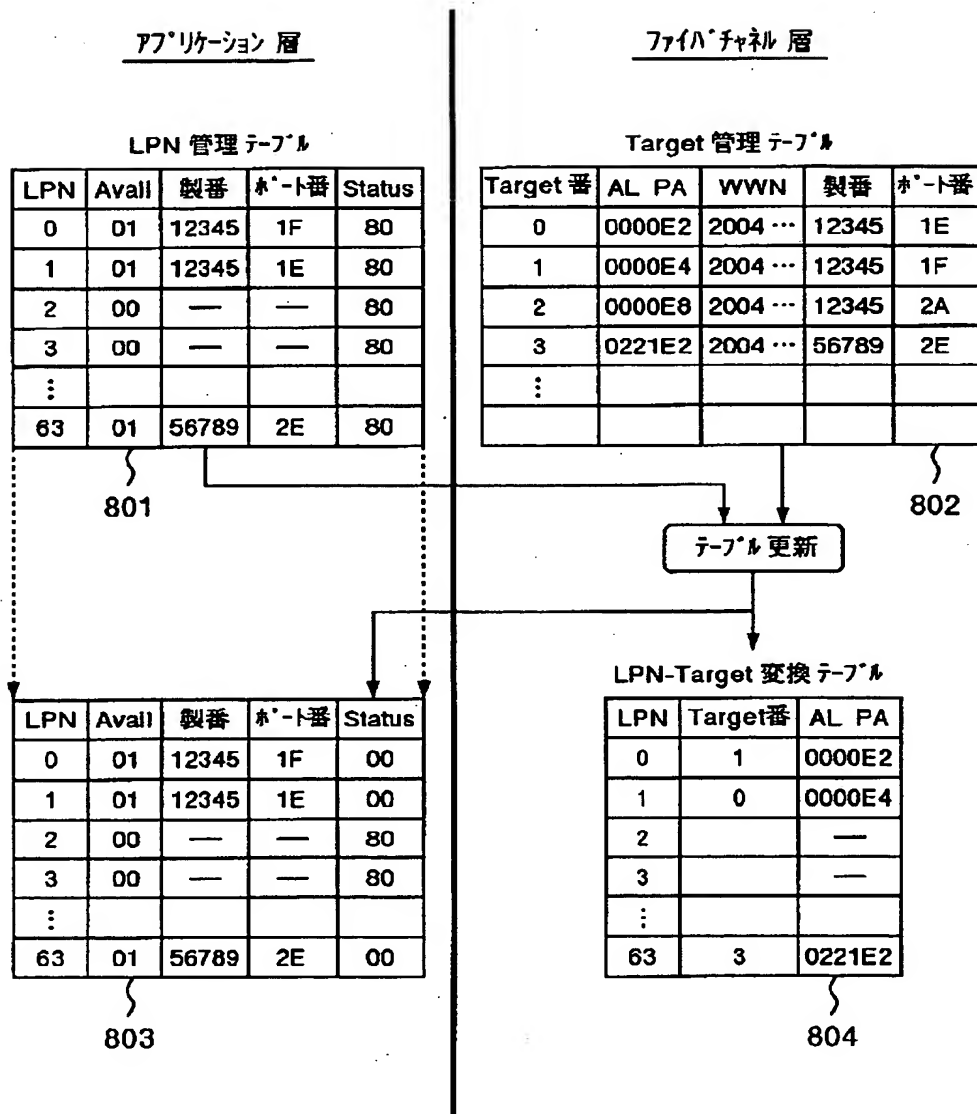 アプリケーション 層
LPN 管理 テーブル
LPN Avail 製番 ポート番 Status
0 01 12345 1F 80
1 01 12345 1E 80
2 00 — — 80
3 00 — — 80
⋮
63 01 56789 2E 80
801
ファイバチャネル 層
Target 管理 テーブル
Target 番 AL PA WWN 製番 ポート番
0 0000E2 2004 … 12345 1E
1 0000E4 2004 … 12345 1F
2 0000E8 2004 … 12345 2A
3 0221E2 2004 … 56789 2E
⋮
802
テーブル 更新
LPN Avail 製番 ポート番 Status
0 01 12345 1F 00
1 01 12345 1E 00
2 00 — — 80
3 00 — — 80
⋮
63 01 56789 2E 00
803
LPN-Target 変換 テーブル
LPN Target番 AL PA
0 1 0000E2
1 0 0000E4
2 —
3 —
⋮
63 3 0221E2
804